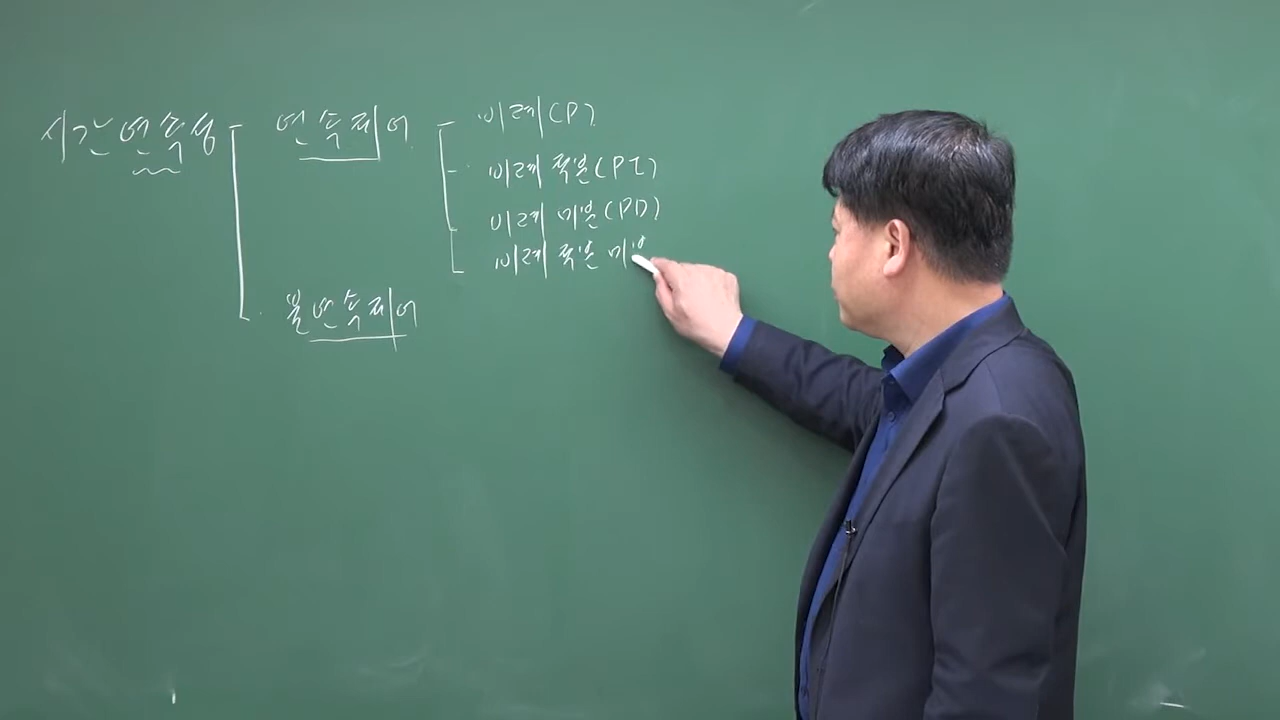 시간 연속성 연속제어 비례(P)
비례 적분(PI)
비례 미분(PD)
비례 적분 미분
불연속제어